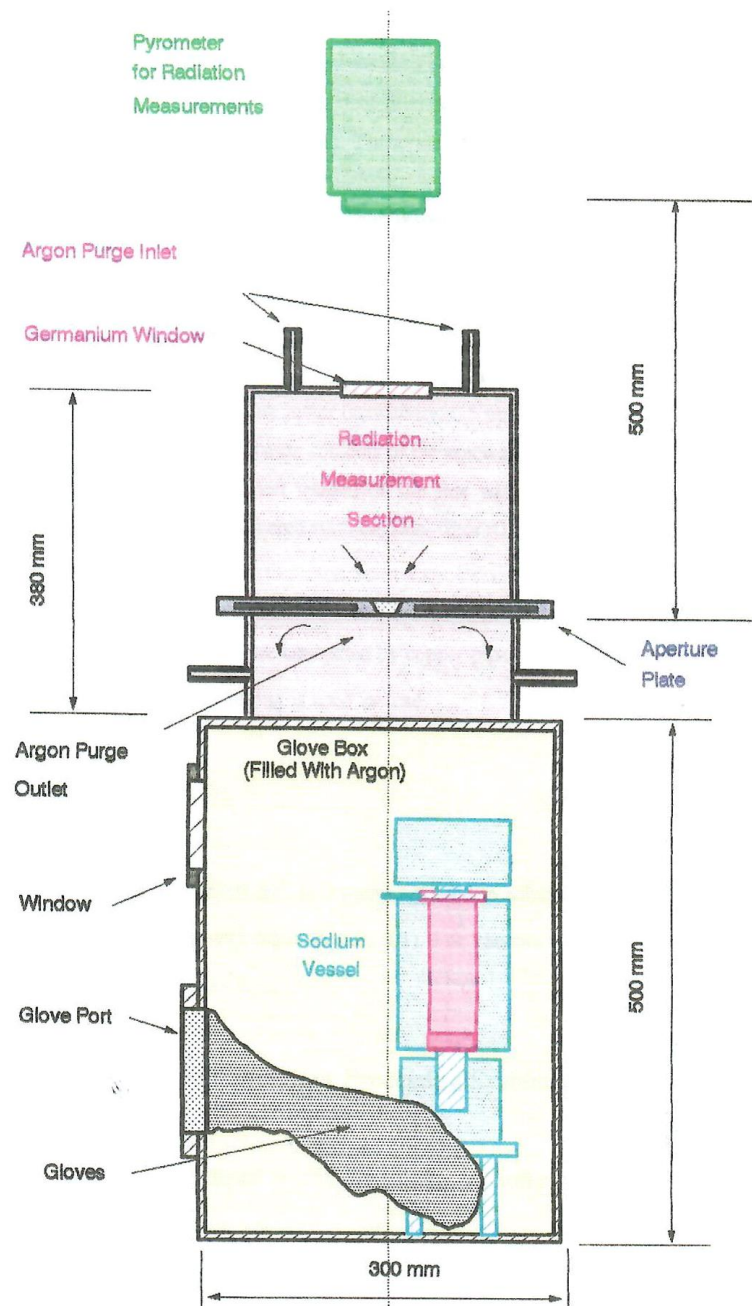 Pyrometer
for Radiation
Measurements
Argon Purge Inlet
Germanium Window
Radiation
Measurement
Section
500 mm
380 mm
Aperture
Plate
Argon Purge
Outlet
Glove Box
(Filled With Argon)
Window
Sodium
Vessel
Glove Port
500 mm
Gloves
300 mm